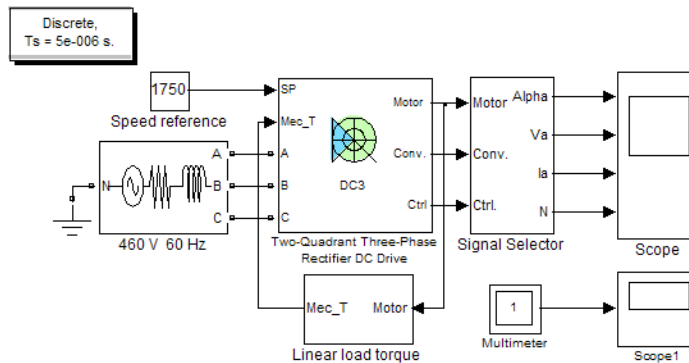 Discrete,
Ts = 5e-006 s.
1750
Speed reference
SP
Mec_T
A
B
C
Motor
Conv.
Ctrl
DC3
Two-Quadrant Three-Phase
Rectifier DC Drive
N
A
B
C
460 V 60 Hz
Motor
Conv.
Ctrl.
Alpha
Va
Ia
N
Signal Selector
Scope
Mec_T
Motor
Linear load torque
1
Multimeter
Scope1